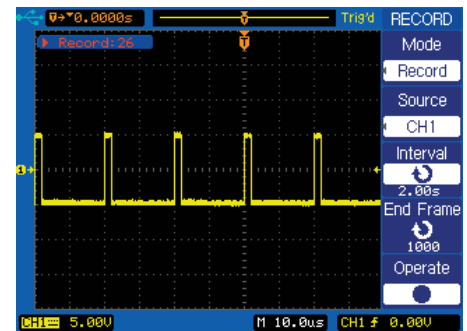 0.0000s
Trig'd
RECORD
Record:26
T
Mode
Record
Source
CH1
Interval
2.00s
End Frame
1000
Operate
1
CH1 5.00V
M 10.0us
CH1 0.00V